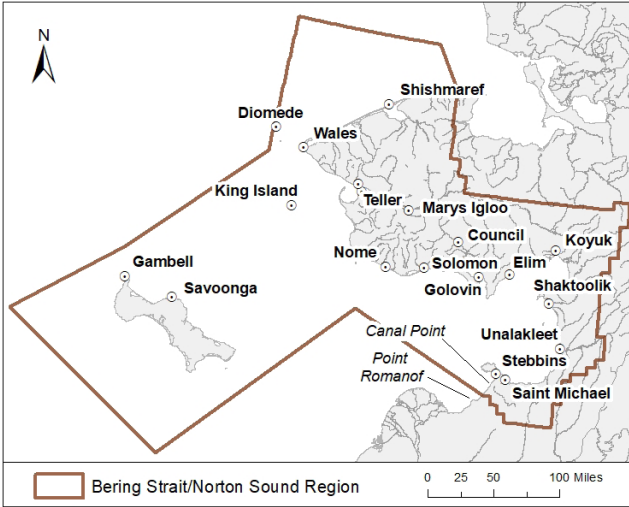 N
Shishmaref
Diomede
Wales
King Island
Teller
Marys Igloo
Council
Koyuk
Nome
Solomon
Elim
Gambell
Golovin
Savoonga
Shaktoolik
Canal Point
Unalakleet
Point
Romanof
Stebbins
Saint Michael
Bering Strait/Norton Sound Region
0 25 50 100 Miles